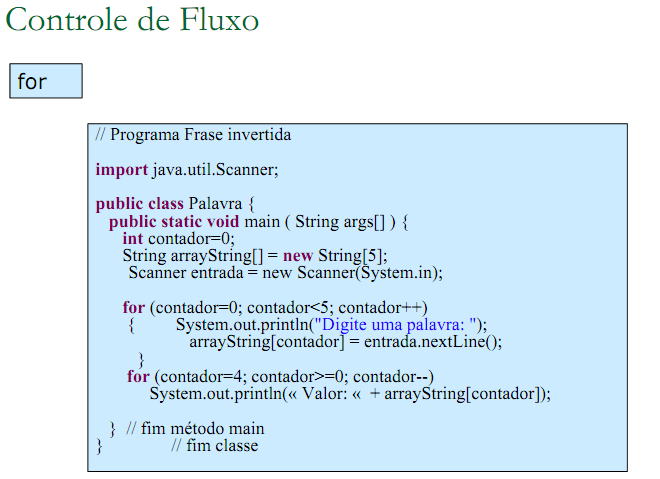 Controle de Fluxo
for
// Programa Frase invertida
import java.util.Scanner;
public class Palavra {
public static void main ( String args[] ) {
int contador=0;
String arrayString[] = new String[5];
Scanner entrada = new Scanner(System.in);
for (contador=0; contador<5; contador++)
{ System.out.println("Digite uma palavra: ");
arrayString[contador] = entrada.nextLine();
}
for (contador=4; contador>=0; contador--)
System.out.println(« Valor: « + arrayString[contador]);
} // fim método main
} // fim classe